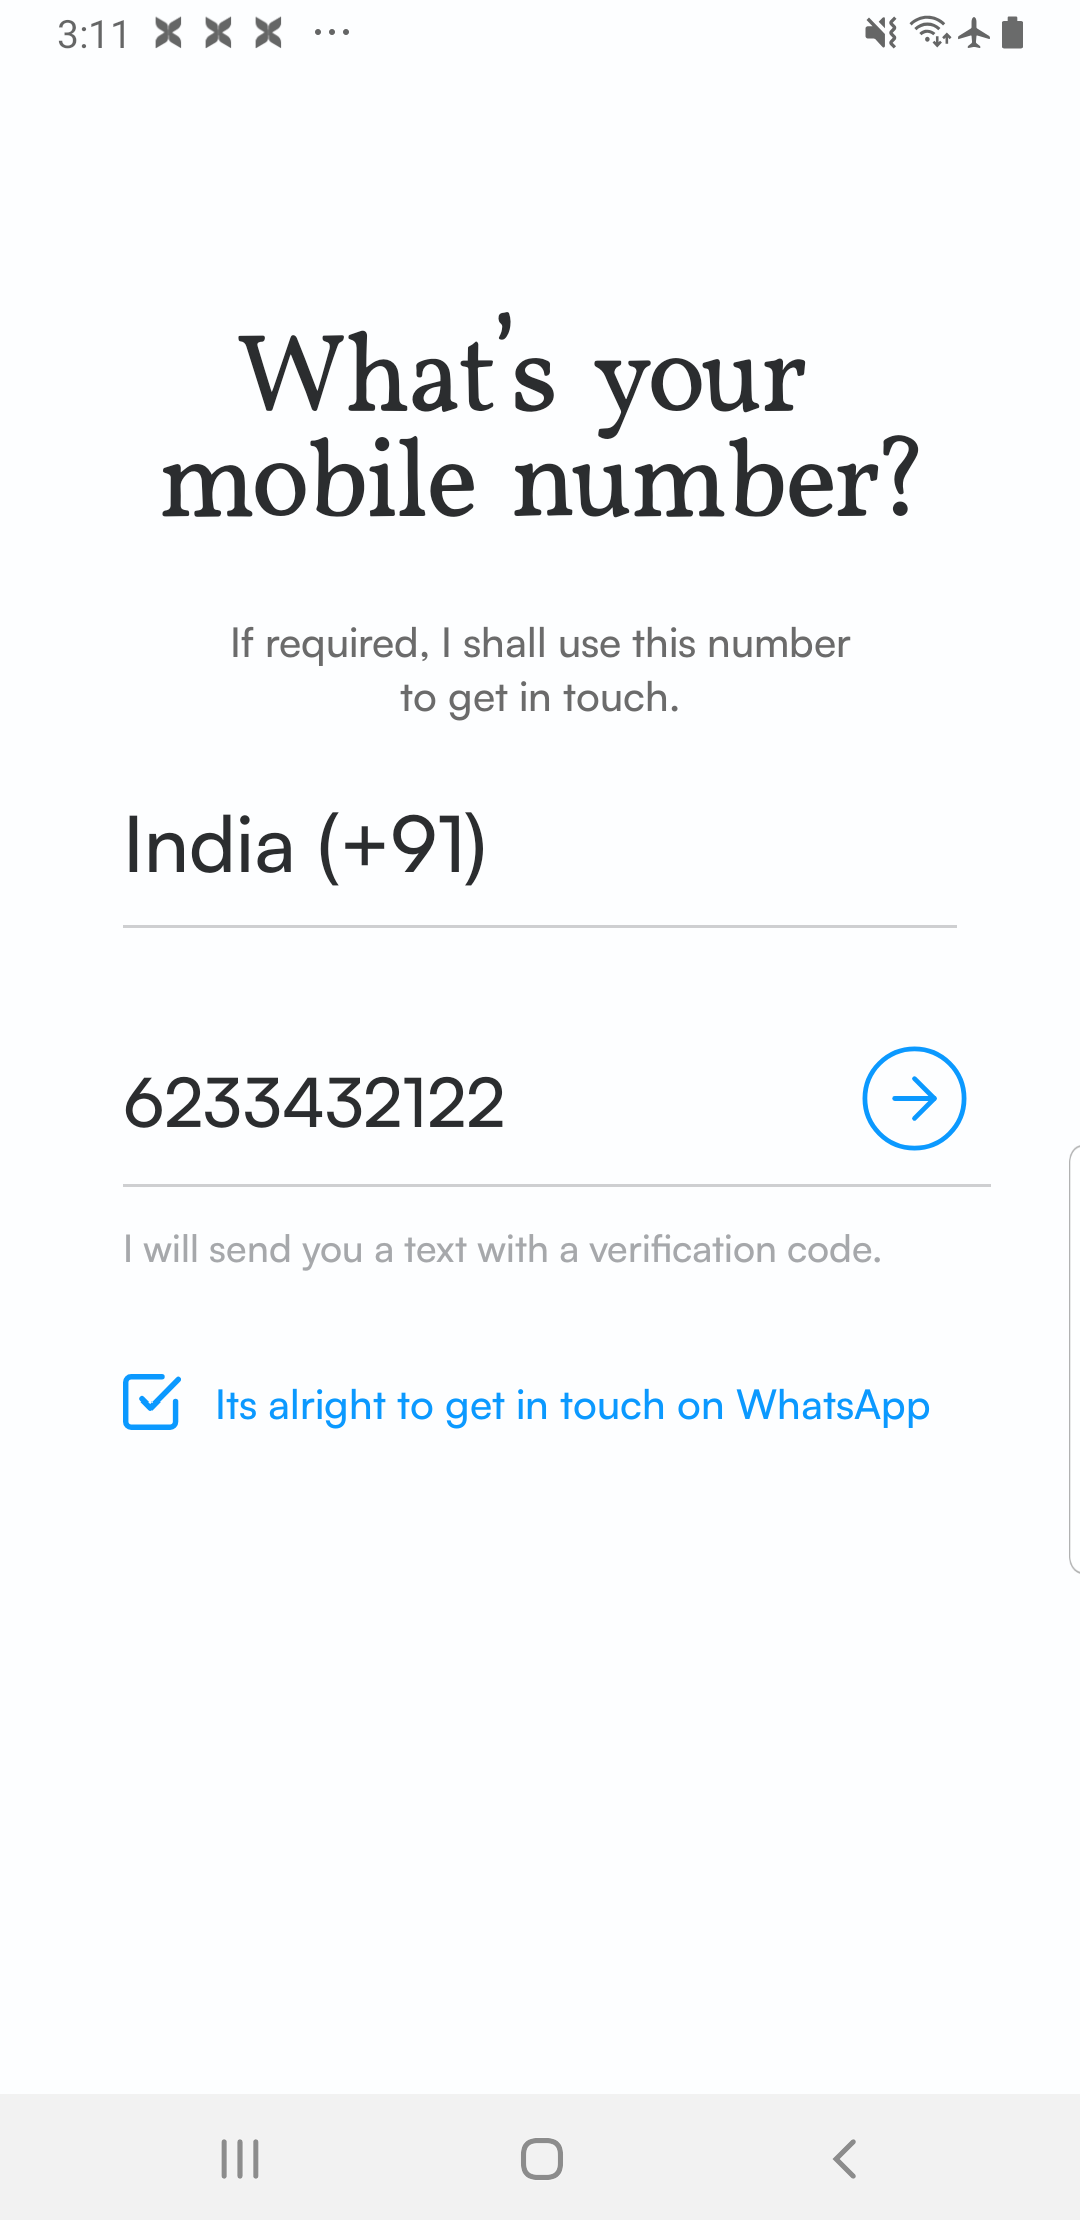 3:11
What's your
mobile number?
If required, I shall use this number
to get in touch.
India (+91)
6233432122
I will send you a text with a verification code.
Its alright to get in touch on WhatsApp